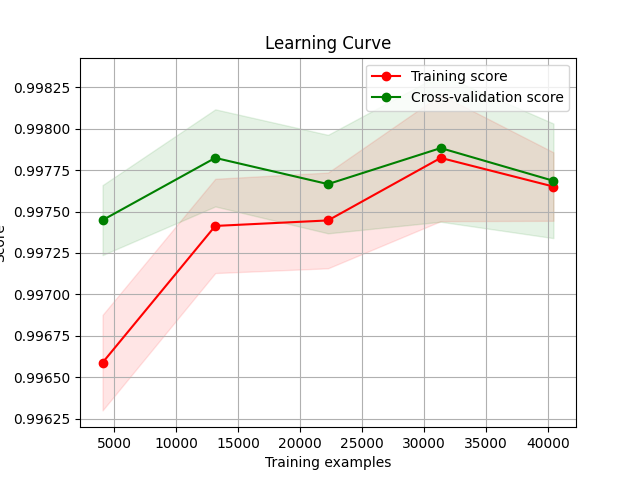 Learning Curve
Training score
Cross-validation score
0.99825
0.99800
0.99775
0.99750
0.99725
0.99700
0.99675
0.99650
0.99625
Score
5000 10000 15000 20000 25000 30000 35000 40000
Training examples